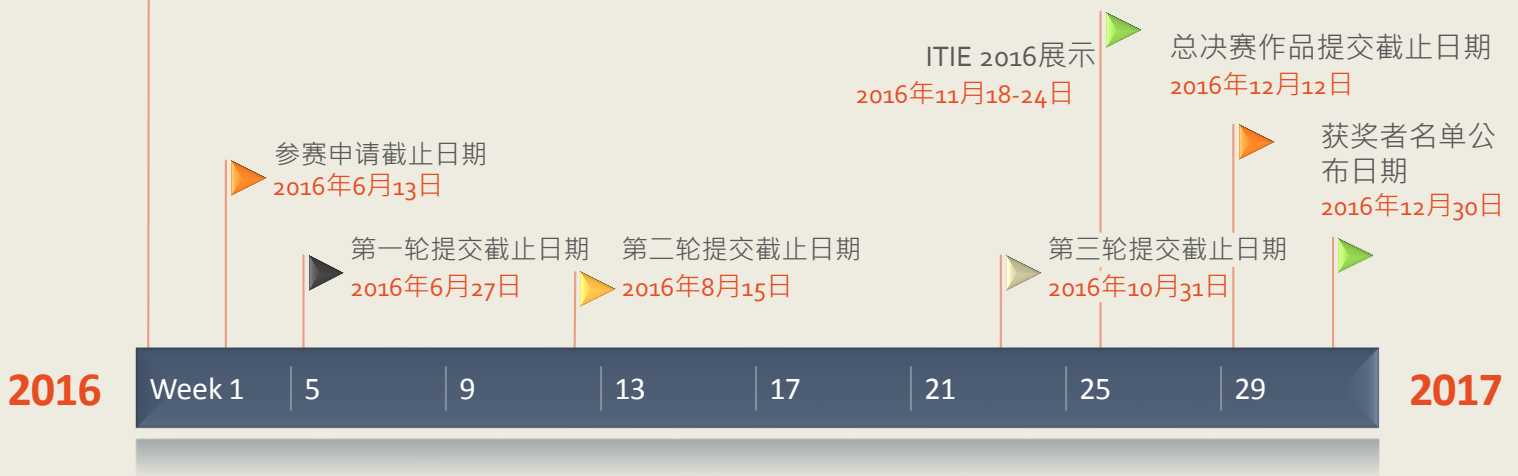 ITIE 2016展示
2016年11月18-24日
总决赛作品提交截止日期
2016年12月12日
参赛申请截止日期
2016年6月13日
获奖者名单公
布日期
2016年12月30日
第一轮提交截止日期
2016年6月27日
第二轮提交截止日期
2016年8月15日
第三轮提交截止日期
2016年10月31日
2016
Week 1
5
9
13
17
21
25
29
2017